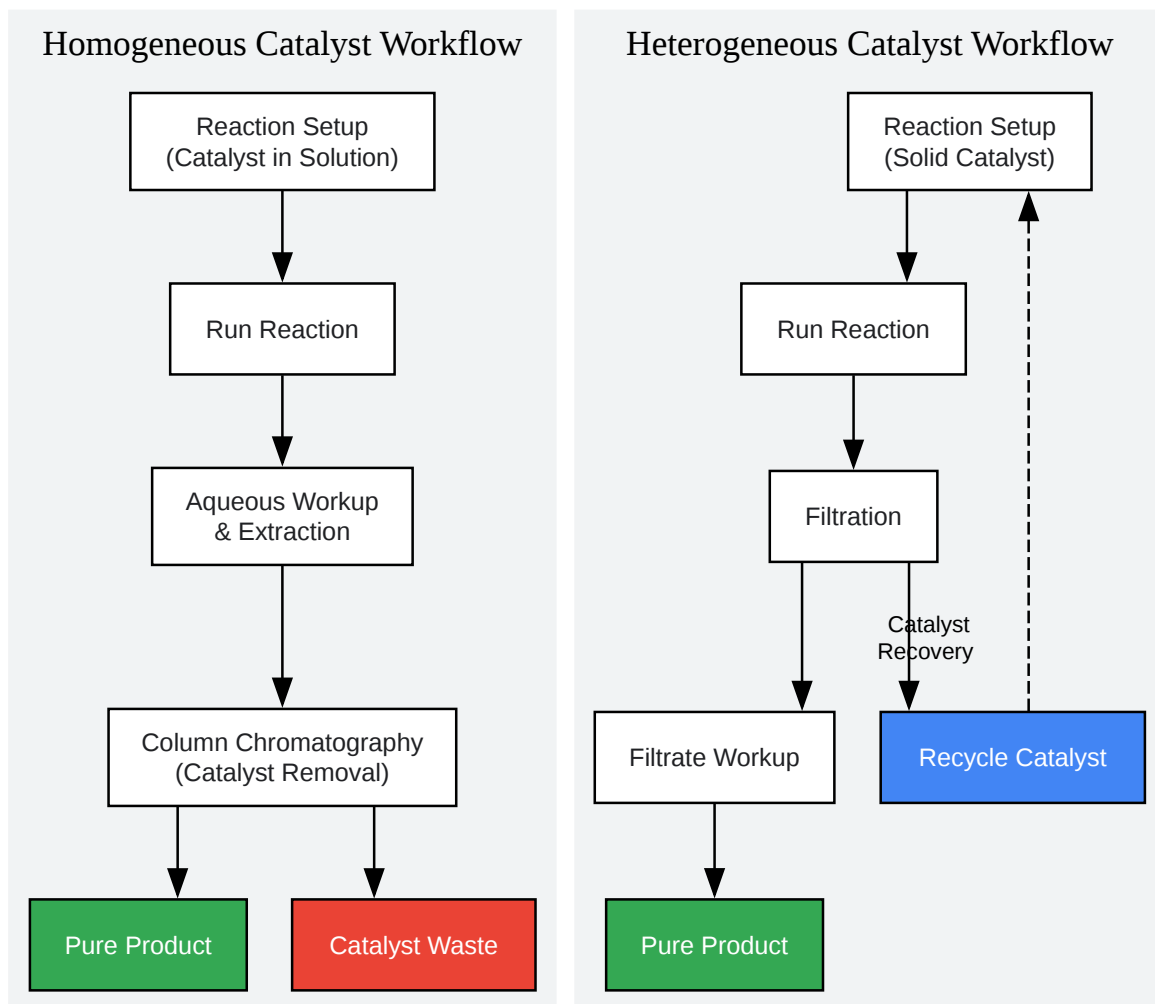 Homogeneous Catalyst Workflow
Reaction Setup
(Catalyst in Solution)
Run Reaction
Aqueous Workup
& Extraction
Column Chromatography
(Catalyst Removal)
Pure Product
Catalyst Waste
Heterogeneous Catalyst Workflow
Reaction Setup
(Solid Catalyst)
Run Reaction
Filtration
Catalyst
Recovery
Filtrate Workup
Recycle Catalyst
Pure Product